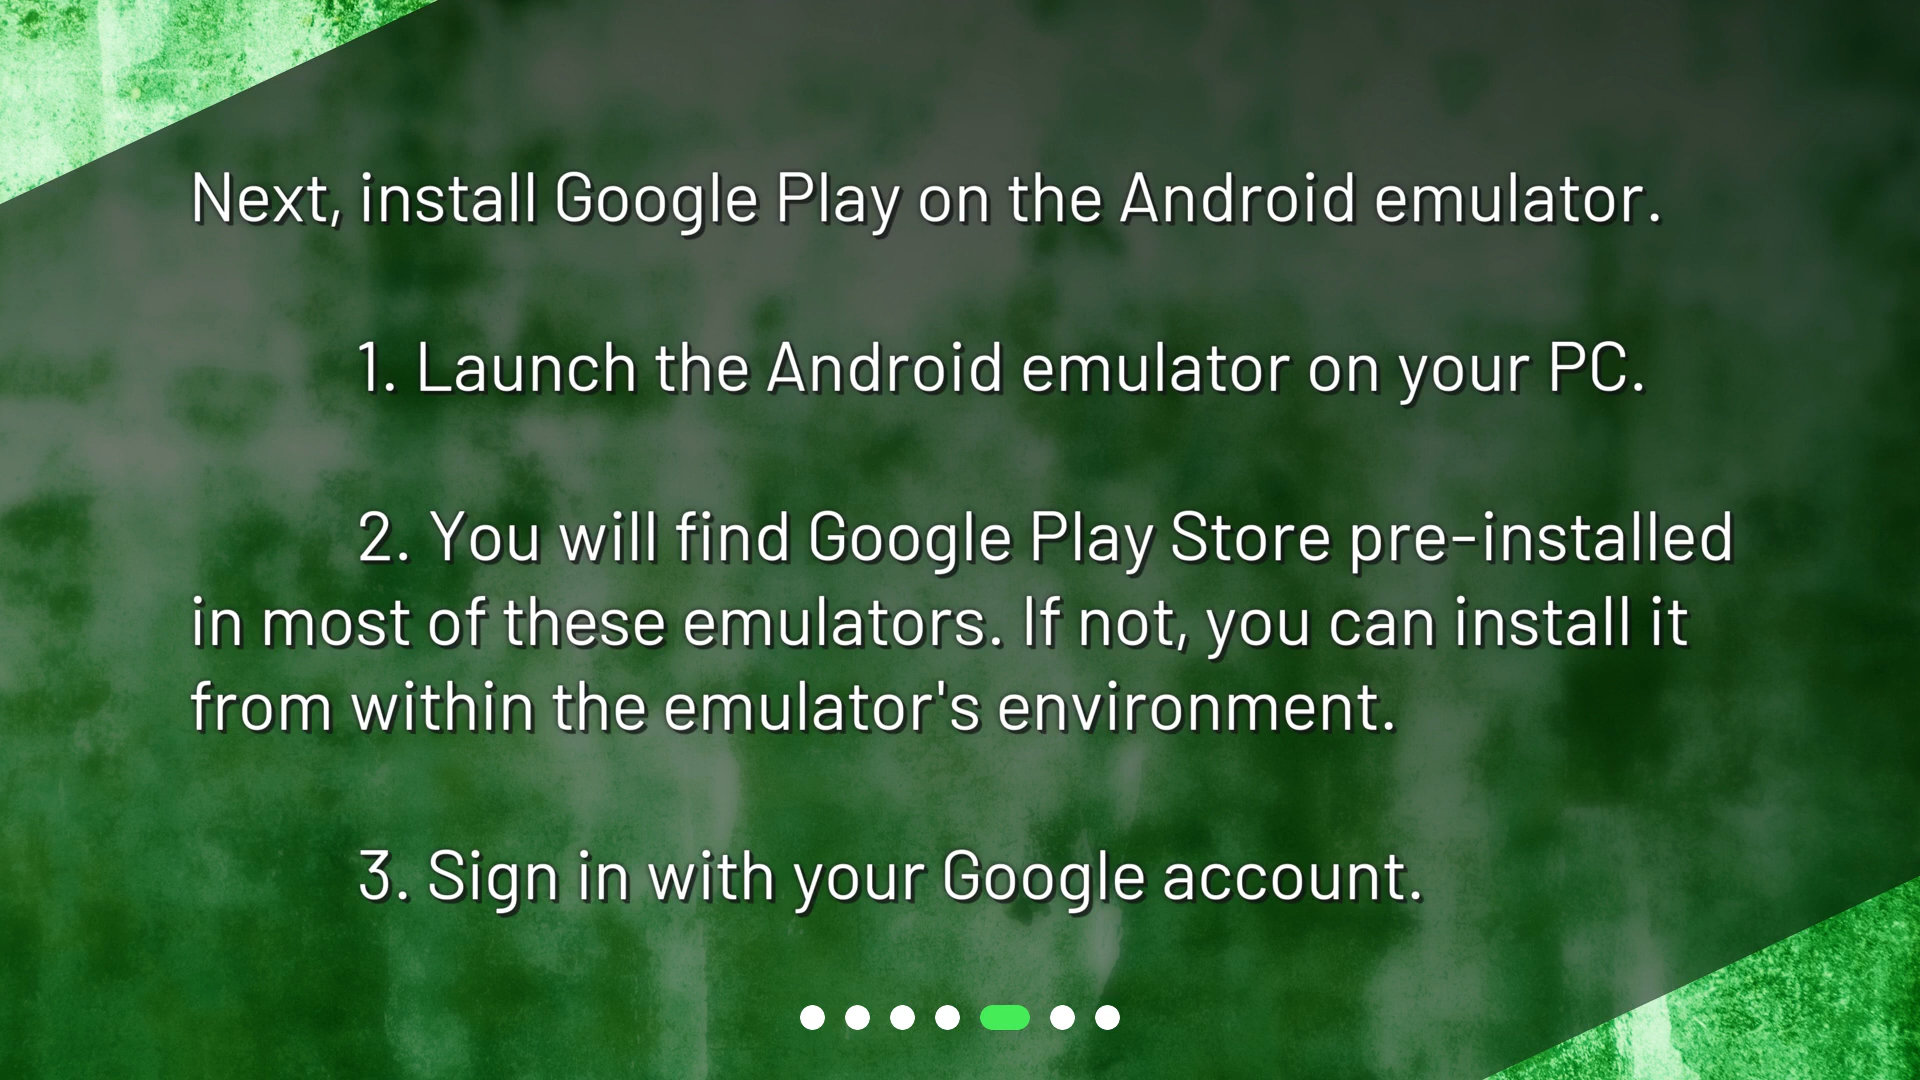 Next, install Google Play on the Android emulator.
1. Launch the Android emulator on your PC.
2. You will find Google Play Store pre-installed
in most of these emulators. If not, you can install it
from within the emulator's environment.
3. Sign in with your Google account.